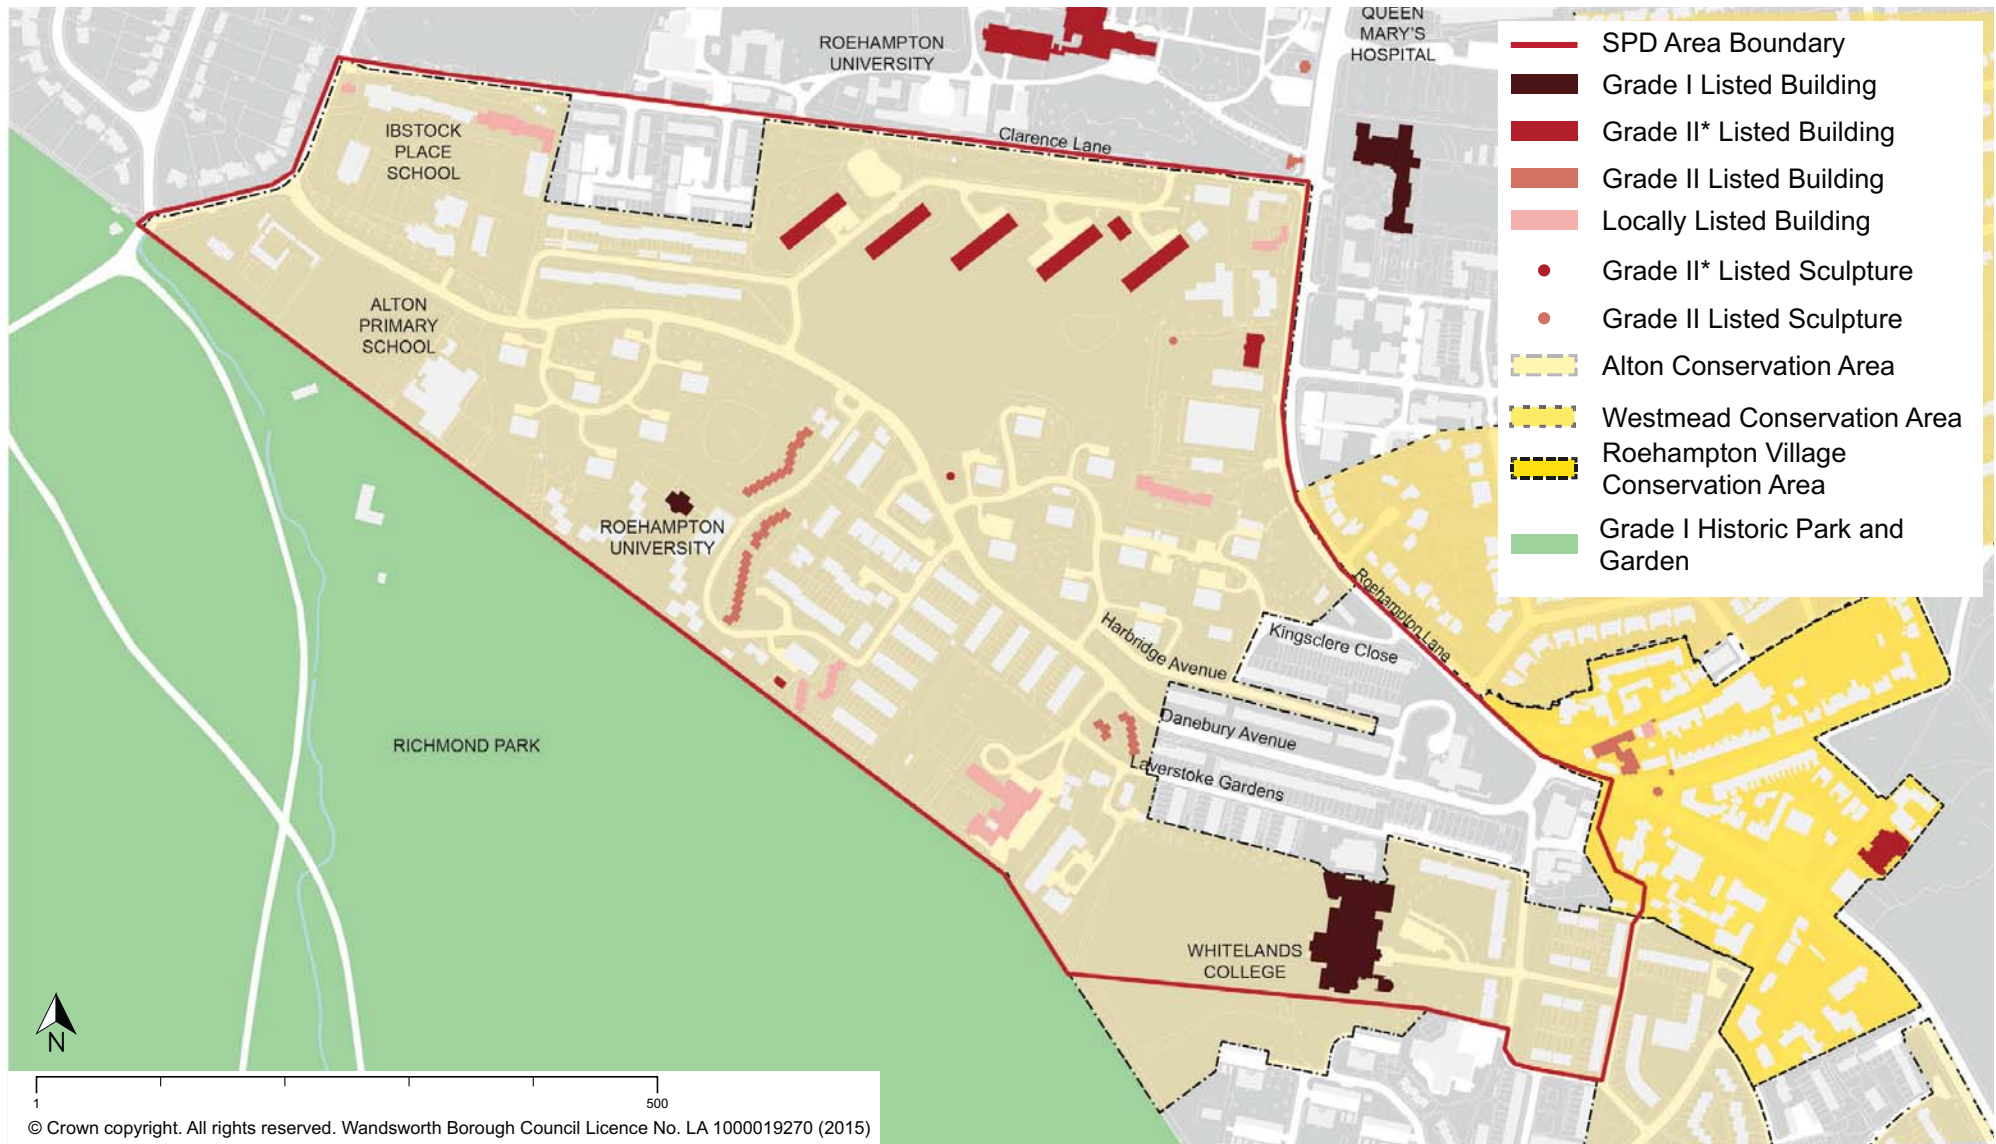 ROEHAMPTON
UNIVERSITY
QUEEN
MARY'S
HOSPITAL
SPD Area Boundary
Grade I Listed Building
Grade II* Listed Building
Grade II Listed Building
Locally Listed Building
Grade II* Listed Sculpture
Grade II Listed Sculpture
Alton Conservation Area
Westmead Conservation Area
Roehampton Village
Conservation Area
Grade I Historic Park and
Garden
IBSTOCK
PLACE
SCHOOL
Clarence Lane
ALTON
PRIMARY
SCHOOL
ROEHAMPTON
UNIVERSITY
Roehampton Lane
Harbridge Avenue
Kingsclere Close
Danebury Avenue
Laverstoke Gardens
RICHMOND PARK
WHITELANDS
COLLEGE
N
1
500
© Crown copyright. All rights reserved. Wandsworth Borough Council Licence No. LA 1000019270 (2015)